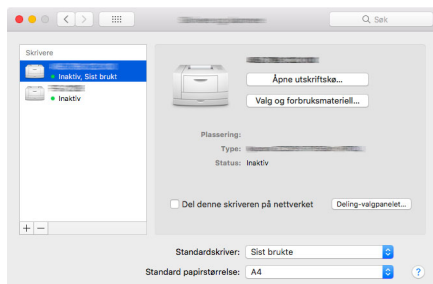 Søk
Skrivere
Inaktiv, Sist brukt
Inaktiv
Åpne utskriftskø...
Valg og forbruksmateriell...
Plassering:
Type:
Status: Inaktiv
Del denne skriveren på nettverket
Deling-valgpanelet...
+ −
Standardskriver: Sist brukte
Standard papirstørrelse: A4
?